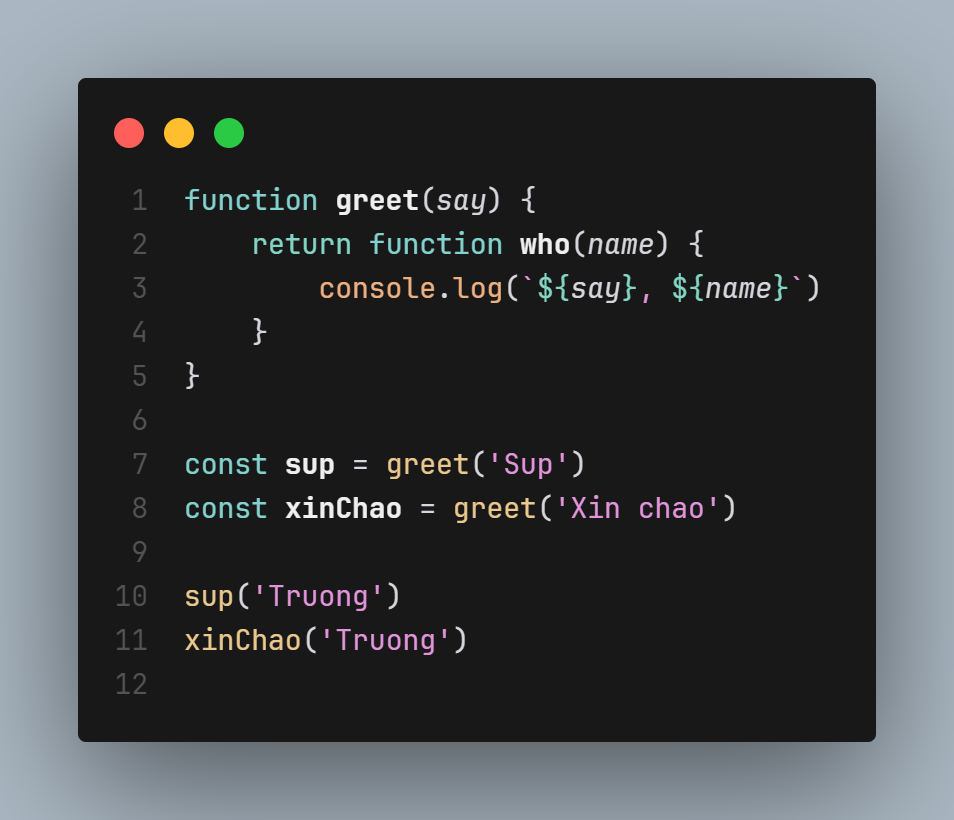 1 function greet(say) {
2     return function who(name) {
3         console.log(`${say}, ${name}`)
4     }
5 }
6
7 const sup = greet('Sup')
8 const xinChao = greet('Xin chao')
9
10 sup('Truong')
11 xinChao('Truong')
12